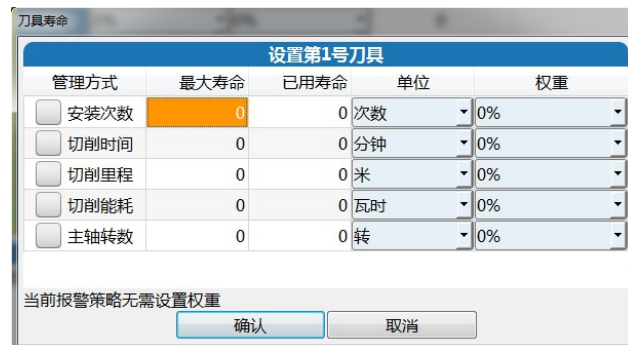 刀具寿命
设置第1号刀具
管理方式 最大寿命 已用寿命 单位 权重
安装次数 0 0 次数 0%
切削时间 0 0 分钟 0%
切削里程 0 0 米 0%
切削能耗 0 0 瓦时 0%
主轴转数 0 0 转 0%
当前报警策略无需设置权重
确认 取消